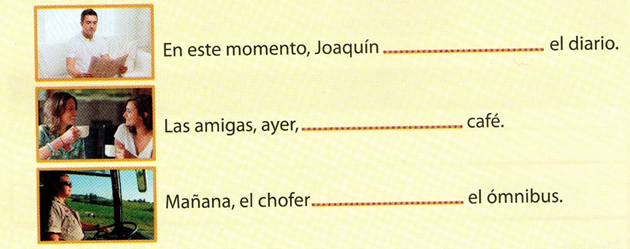 En este momento, Joaquín ........................ el diario.
Las amigas, ayer, ........................ café.
Mañana, el chofer ........................ el ómnibus.